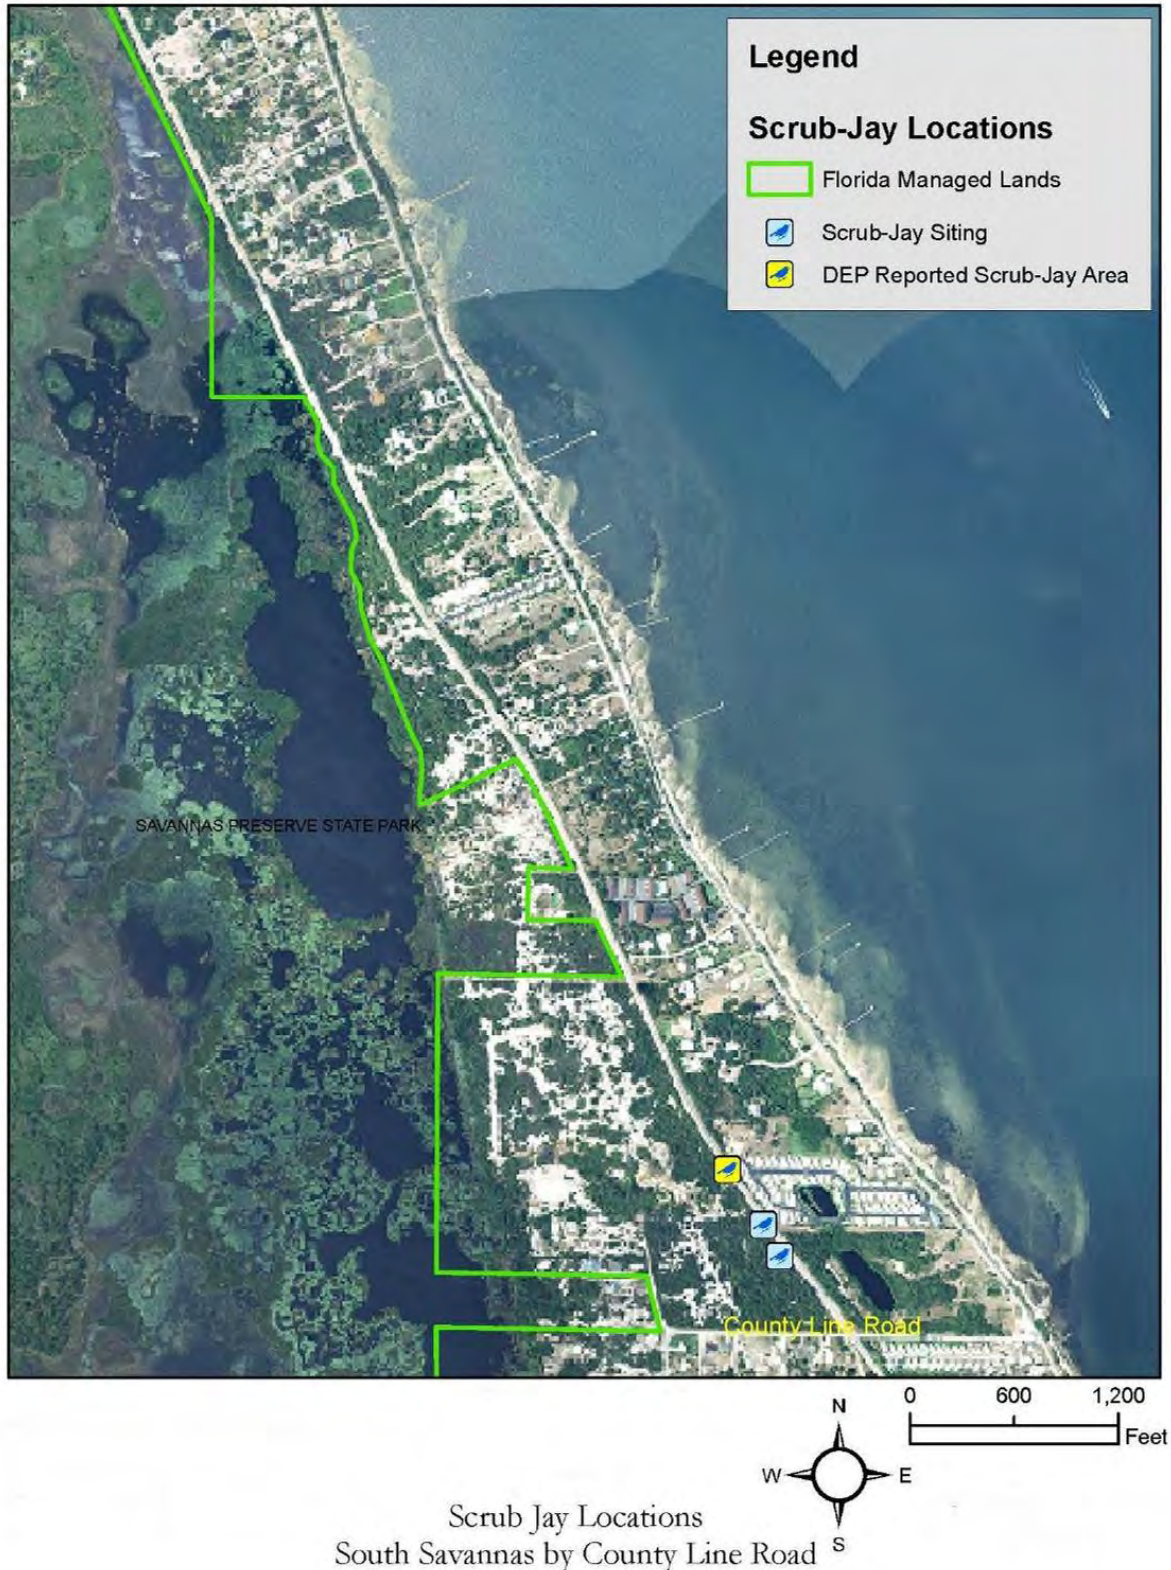 Legend
Scrub-Jay Locations
Florida Managed Lands
Scrub-Jay Siting
DEP Reported Scrub-Jay Area
SAVANNAS PRESERVE STATE PARK
County Line Road
0 600 1,200
Feet
N
W E
S
Scrub Jay Locations
South Savannas by County Line Road